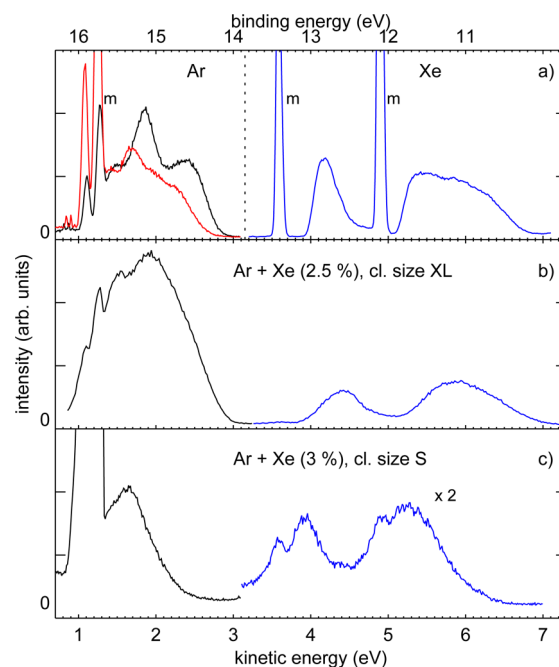 binding energy (eV)
16 15 14 13 12 11
Ar Xe a)
m m m
0
Ar + Xe (2.5 %), cl. size XL b)
0
Ar + Xe (3 %), cl. size S c)
x 2
0
1 2 3 4 5 6 7
kinetic energy (eV)
intensity (arb. units)